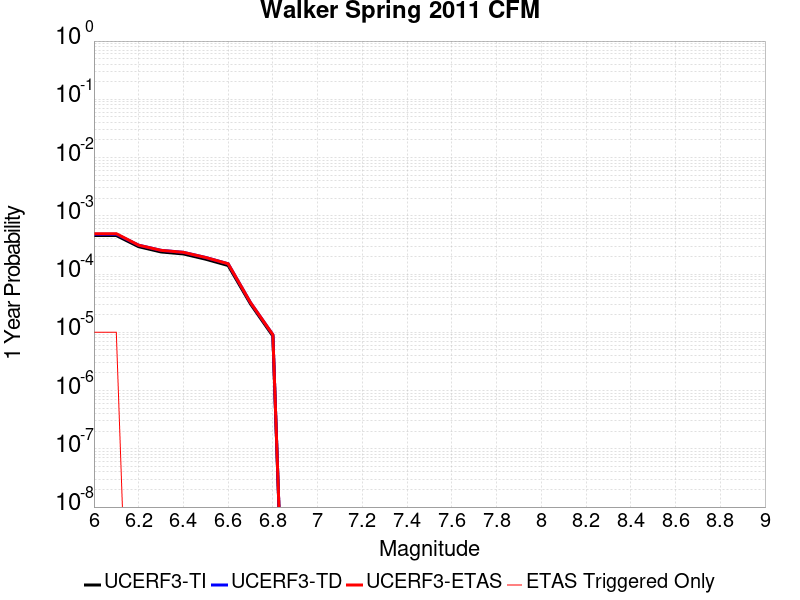 Walker Spring 2011 CFM
10^0
10^-1
10^-2
10^-3
10^-4
10^-5
10^-6
10^-7
10^-8
1 Year Probability
6 6.2 6.4 6.6 6.8 7 7.2 7.4 7.6 7.8 8 8.2 8.4 8.6 8.8 9
Magnitude
UCERF3-TI UCERF3-TD UCERF3-ETAS ETAS Triggered Only